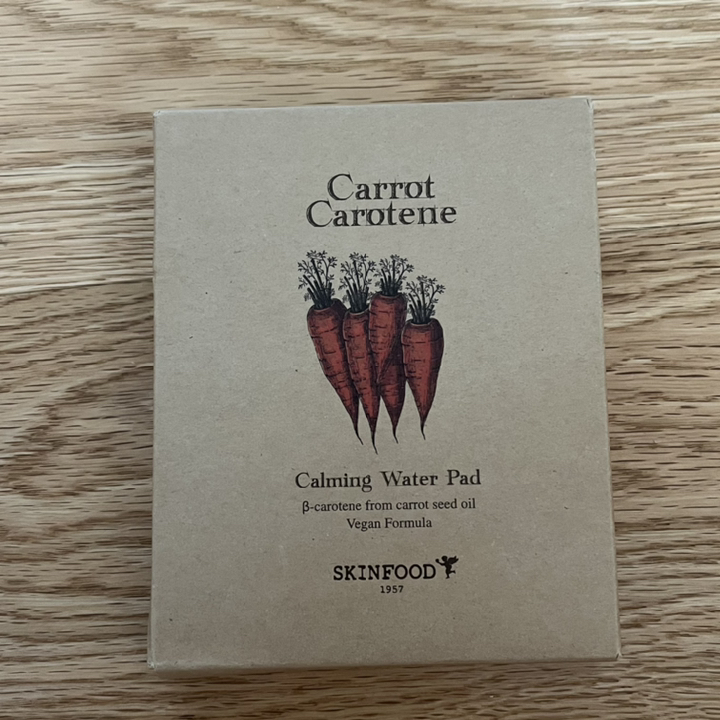 Carrot
Carotene
Calming Water Pad
β-carotene from carrot seed oil
Vegan Formula
SKINFOOD
1957